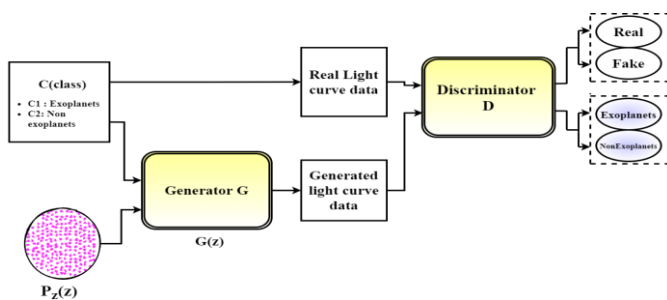 C(class)
• C1 : Exoplanets
• C2: Non
exoplanets
Real Light
curve data
Discriminator
D
Real
Fake
Exoplanets
NonExoplanets
Generator G
G(z)
Generated
light curve
data
Pz(z)